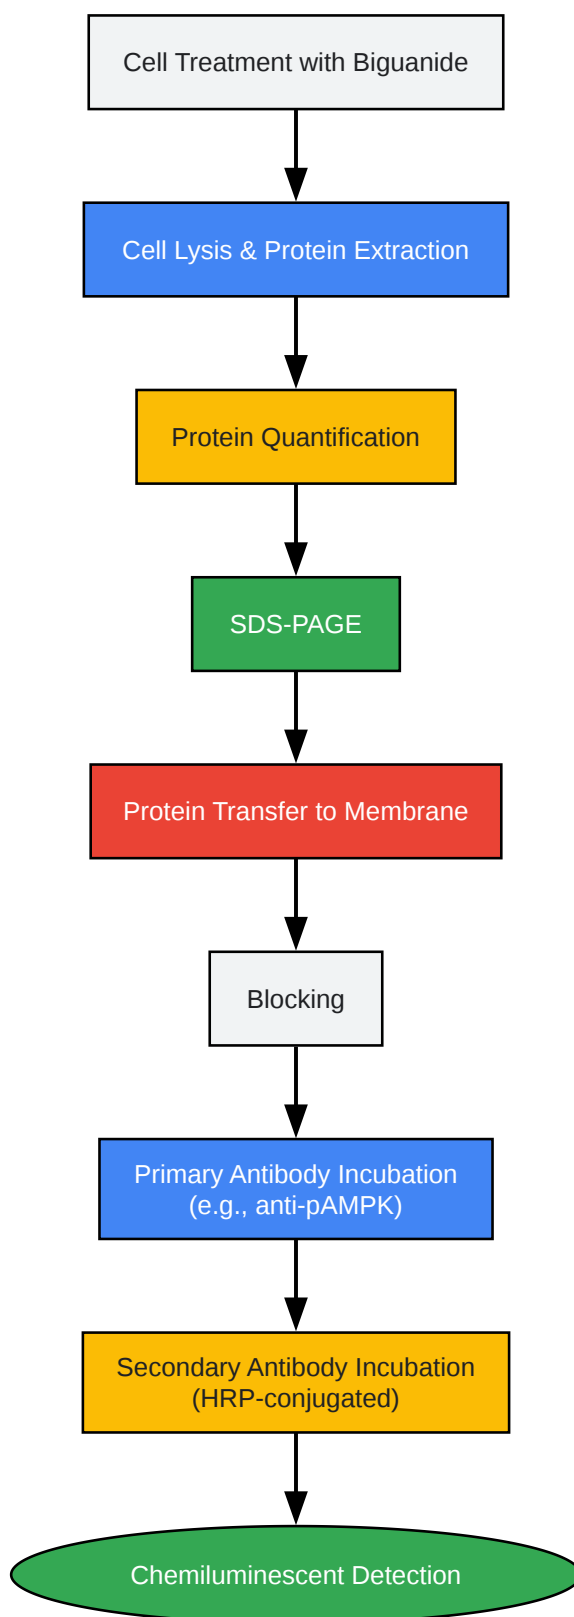 Cell Treatment with Biguanide
Cell Lysis & Protein Extraction
Protein Quantification
SDS-PAGE
Protein Transfer to Membrane
Blocking
Primary Antibody Incubation
(e.g., anti-pAMPK)
Secondary Antibody Incubation
(HRP-conjugated)
Chemiluminescent Detection